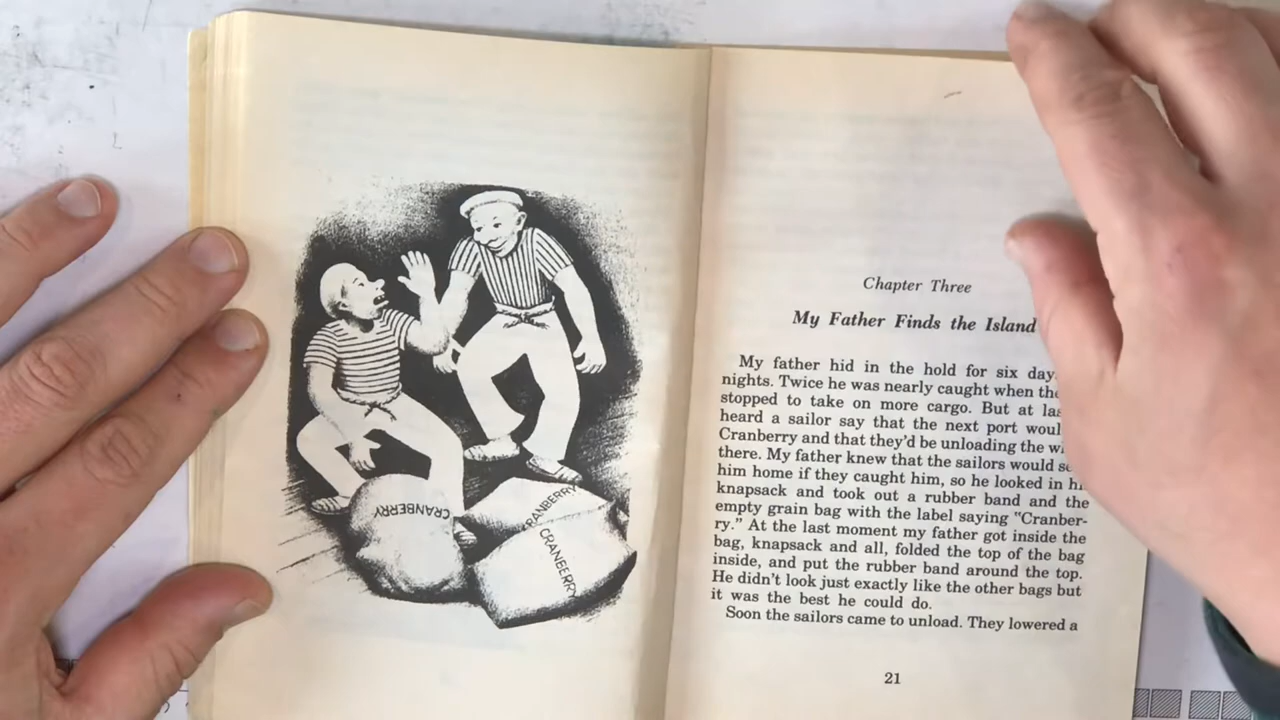 CRANBERRY
CRANBERRY
CRANBERRY
Chapter Three
My Father Finds the Island
My father hid in the hold for six
nights. Twice he was nearly caught when
stopped to take on more cargo. But at
heard a sailor say that the next port
Cranberry and that they'd be unloading the
there. My father knew that the sailors would
him home if they caught him, so he looked in
knapsack and took out a rubber band and the
empty grain bag with the label saying "Cranber-
ry." At the last moment my father got inside the
bag, knapsack and all, folded the top of the bag
inside, and put the rubber band around the top.
He didn't look just exactly like the other bags but
it was the best he could do.
Soon the sailors came to unload. They lowered a
21